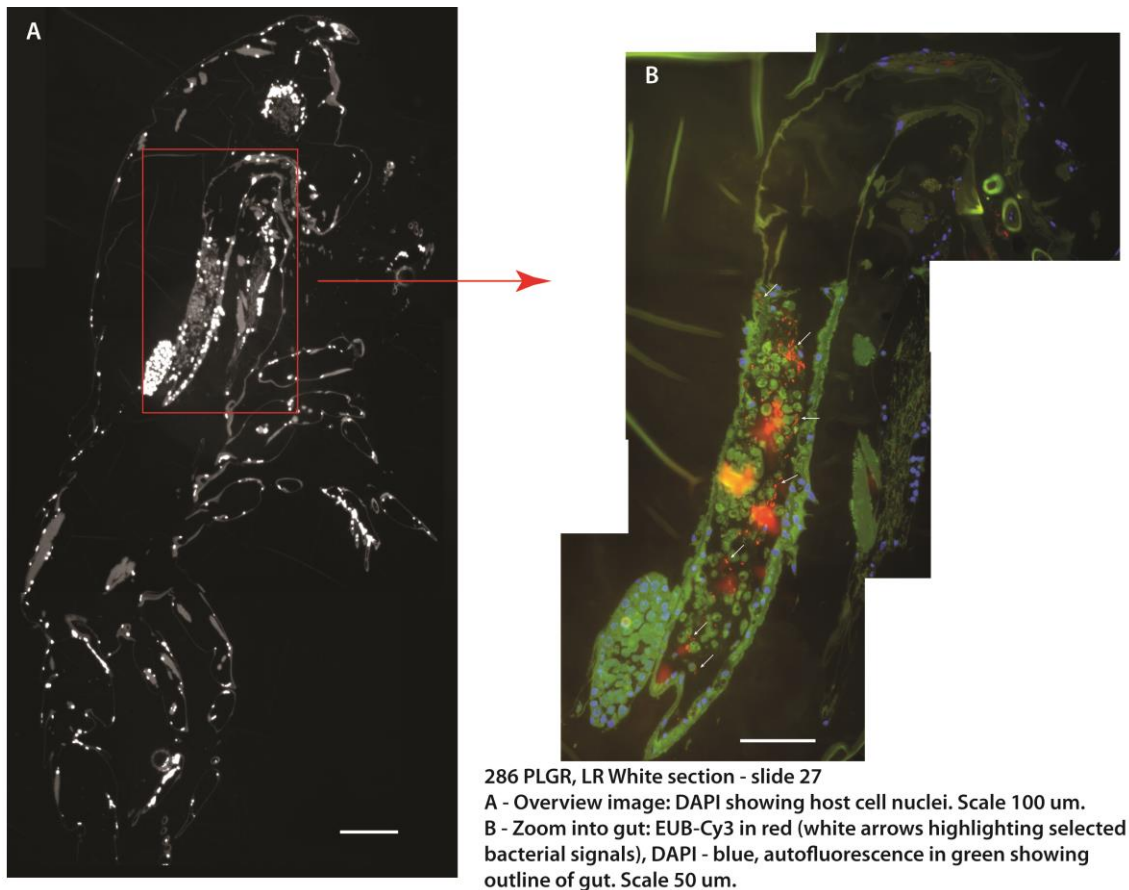 A
B
286 PLGR, LR White section - slide 27
A - Overview image: DAPI showing host cell nuclei. Scale 100 um.
B - Zoom into gut: EUB-Cy3 in red (white arrows highlighting selected
bacterial signals), DAPI - blue, autofluorescence in green showing
outline of gut. Scale 50 um.